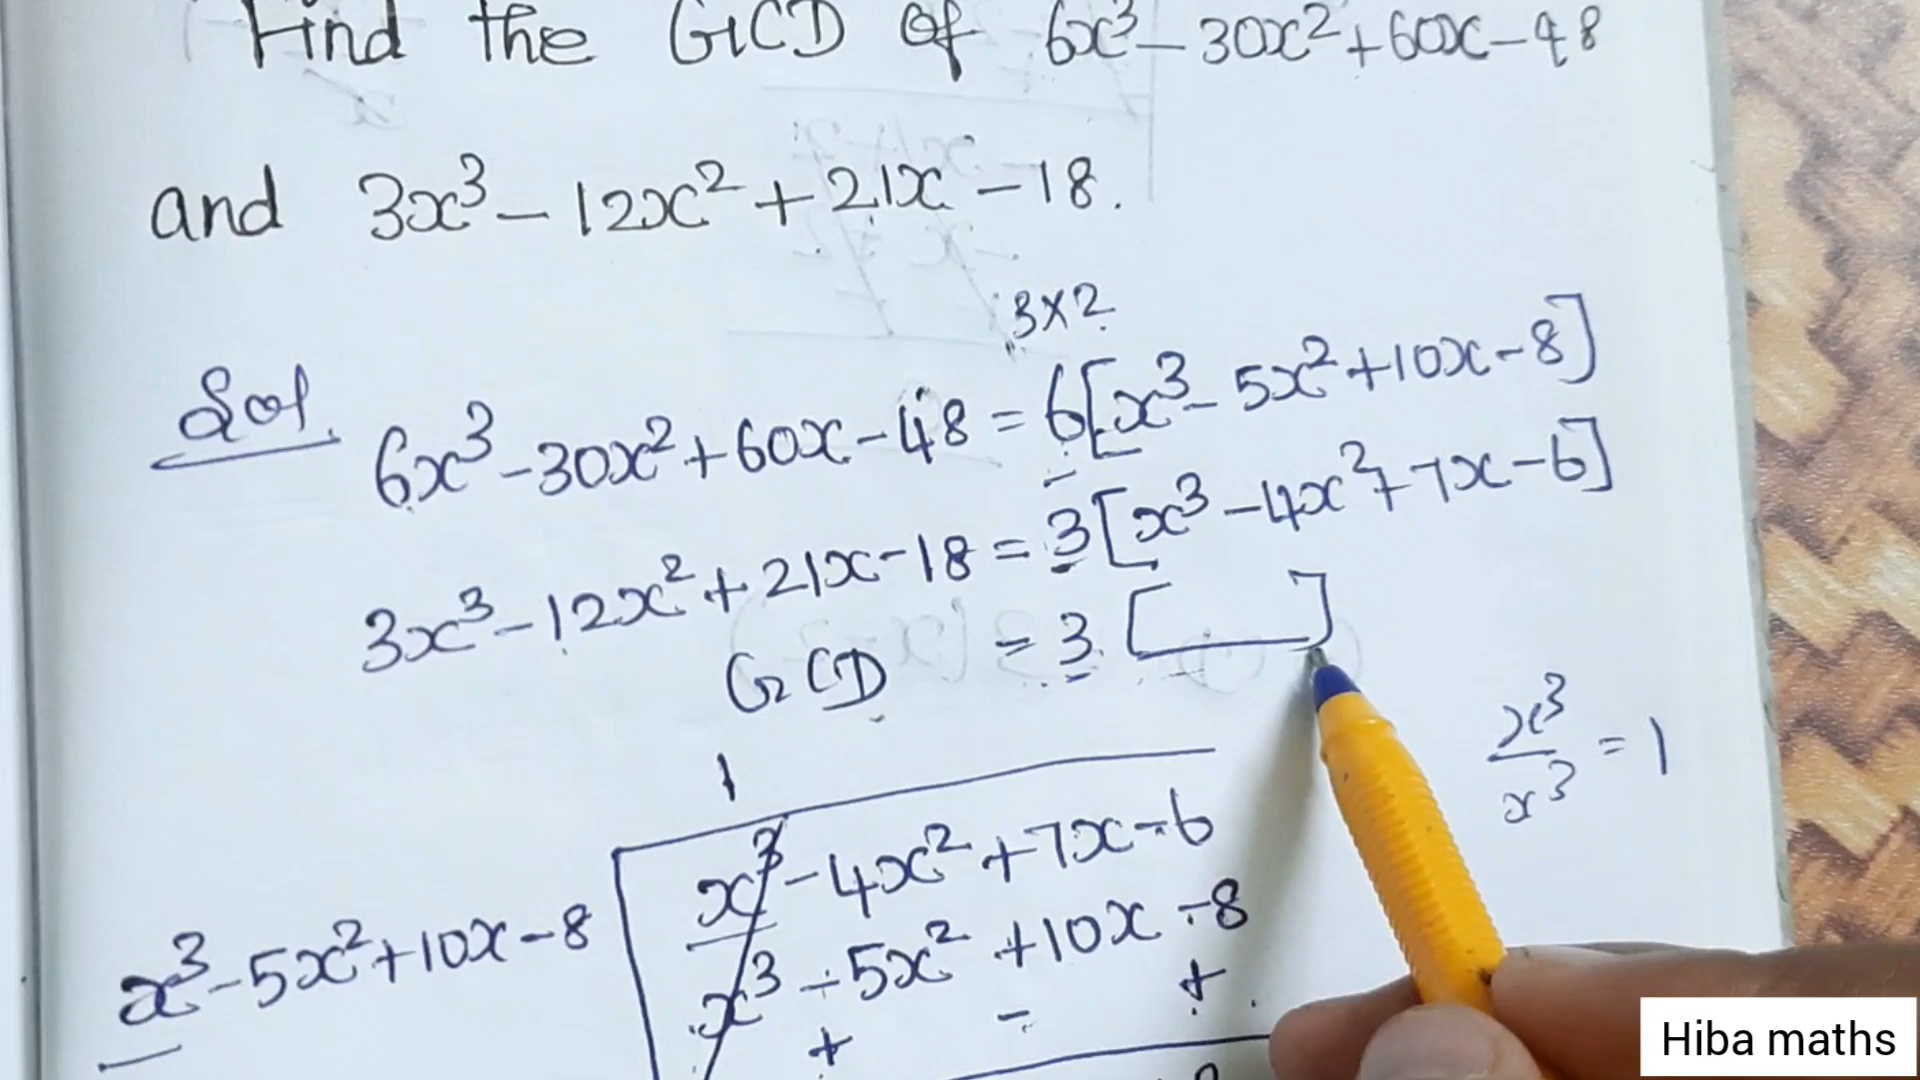 Find the GCD of 6x³ - 30x² + 60x - 48
and 3x³ - 12x² + 21x - 18.
3×2
Sol.
6x³ - 30x² + 60x - 48 = 6[x³ - 5x² + 10x - 8]
3x³ - 12x² + 21x - 18 = 3[x³ - 4x² + 7x - 6]
GCD = 3 [ ]
x³/x³ = 1
1
x³ - 4x² + 7x - 6
x³ - 5x² + 10x - 8
x³ - 5x² + 10x - 8
+ - +
Hiba maths